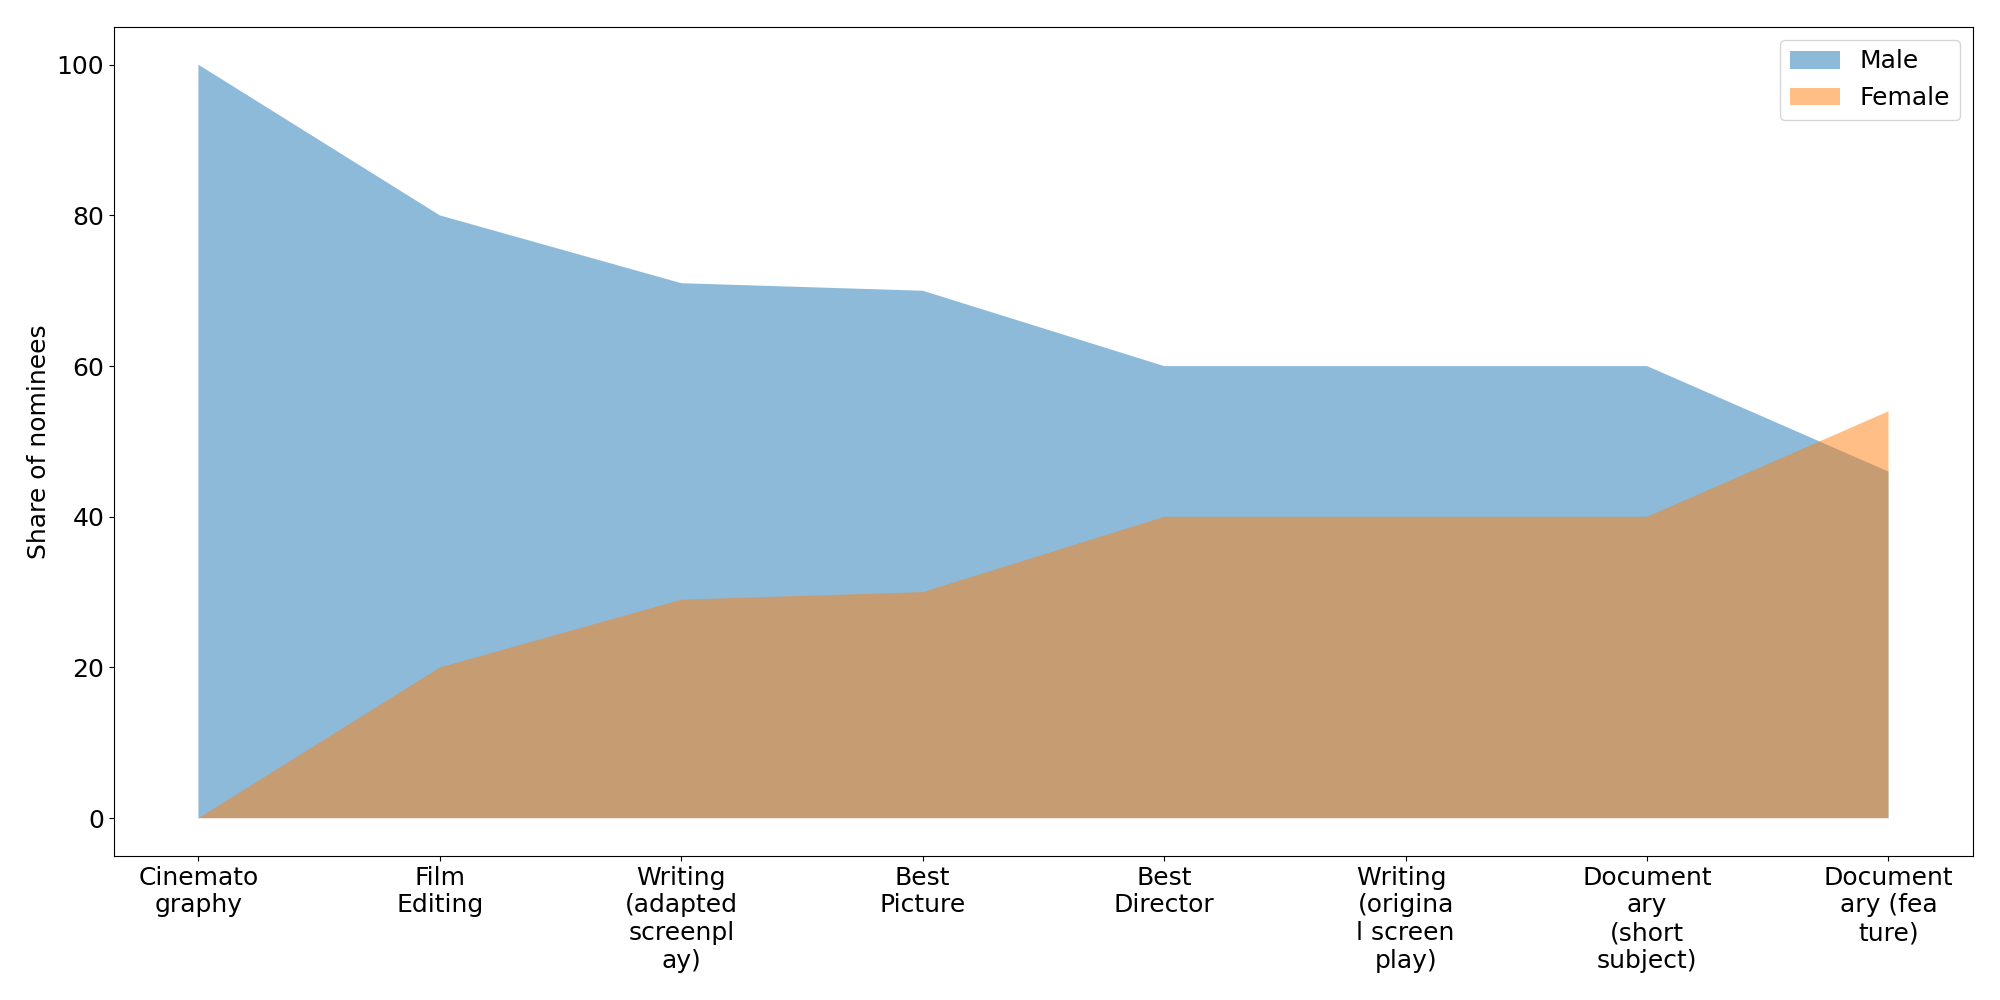 Male
Female
Share of nominees
100
80
60
40
20
0
Cinemato
graphy
Film
Editing
Writing
(adapted
screenpl
ay)
Best
Picture
Best
Director
Writing
(origina
l screen
play)
Document
ary
(short
subject)
Document
ary (fea
ture)